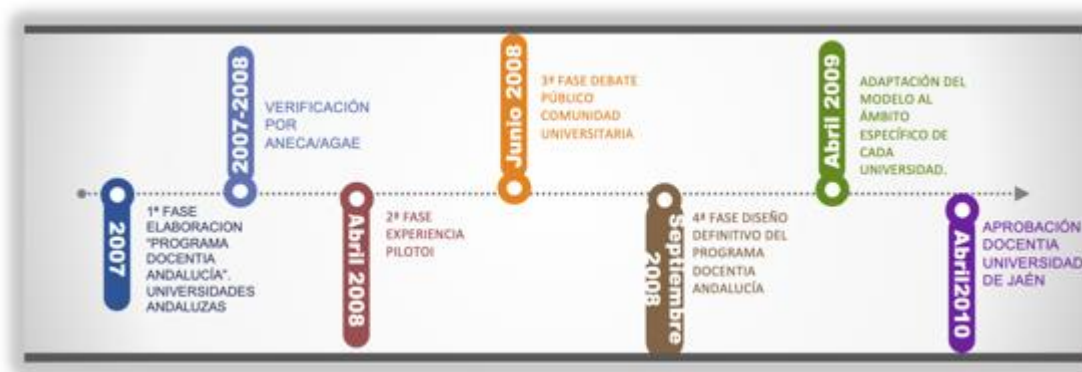 2007
1ª FASE
ELABORACION
"PROGRAMA
DOCENTIA
ANDALUCÍA".
UNIVERSIDADES
ANDALUZAS
2007-2008
VERIFICACIÓN
POR
ANECA/AGAE
Abril 2008
2ª FASE
EXPERIENCIA
PILOTOI
Junio 2008
3ª FASE DEBATE
PÚBLICO
COMUNIDAD
UNIVERSITARIA
Septiembre
2008
4ª FASE DISEÑO
DEFINITIVO DEL
PROGRAMA
DOCENTIA
ANDALUCÍA
Abril 2009
ADAPTACIÓN DEL
MODELO AL
ÁMBITO
ESPECÍFICO DE
CADA
UNIVERSIDAD.
Abril2010
APROBACIÓN
DOCENTIA
UNIVERSIDAD
DE JAÉN